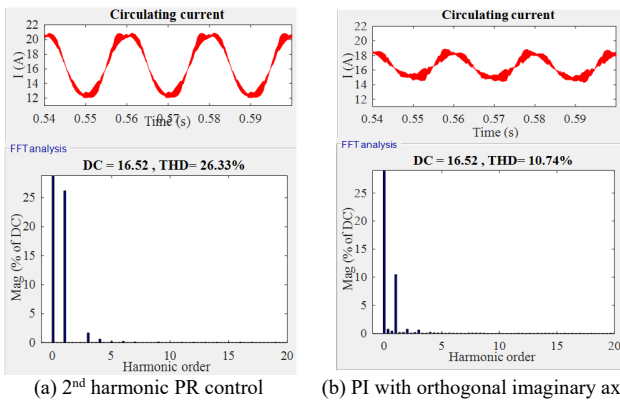 Circulating current
22
20
18
16
14
12
I (A)
0.54 0.55 0.56 0.57 0.58 0.59
Time (s)
FFT analysis
DC = 16.52 , THD= 26.33%
25
20
15
10
5
0
Mag (% of DC)
0 5 10 15 20
Harmonic order
(a) 2nd harmonic PR control
Circulating current
22
20
18
16
14
12
I (A)
0.54 0.55 0.56 0.57 0.58 0.59
Time (s)
FFT analysis
DC = 16.52 , THD= 10.74%
25
20
15
10
5
0
Mag (% of DC)
0 5 10 15 20
Harmonic order
(b) PI with orthogonal imaginary ax